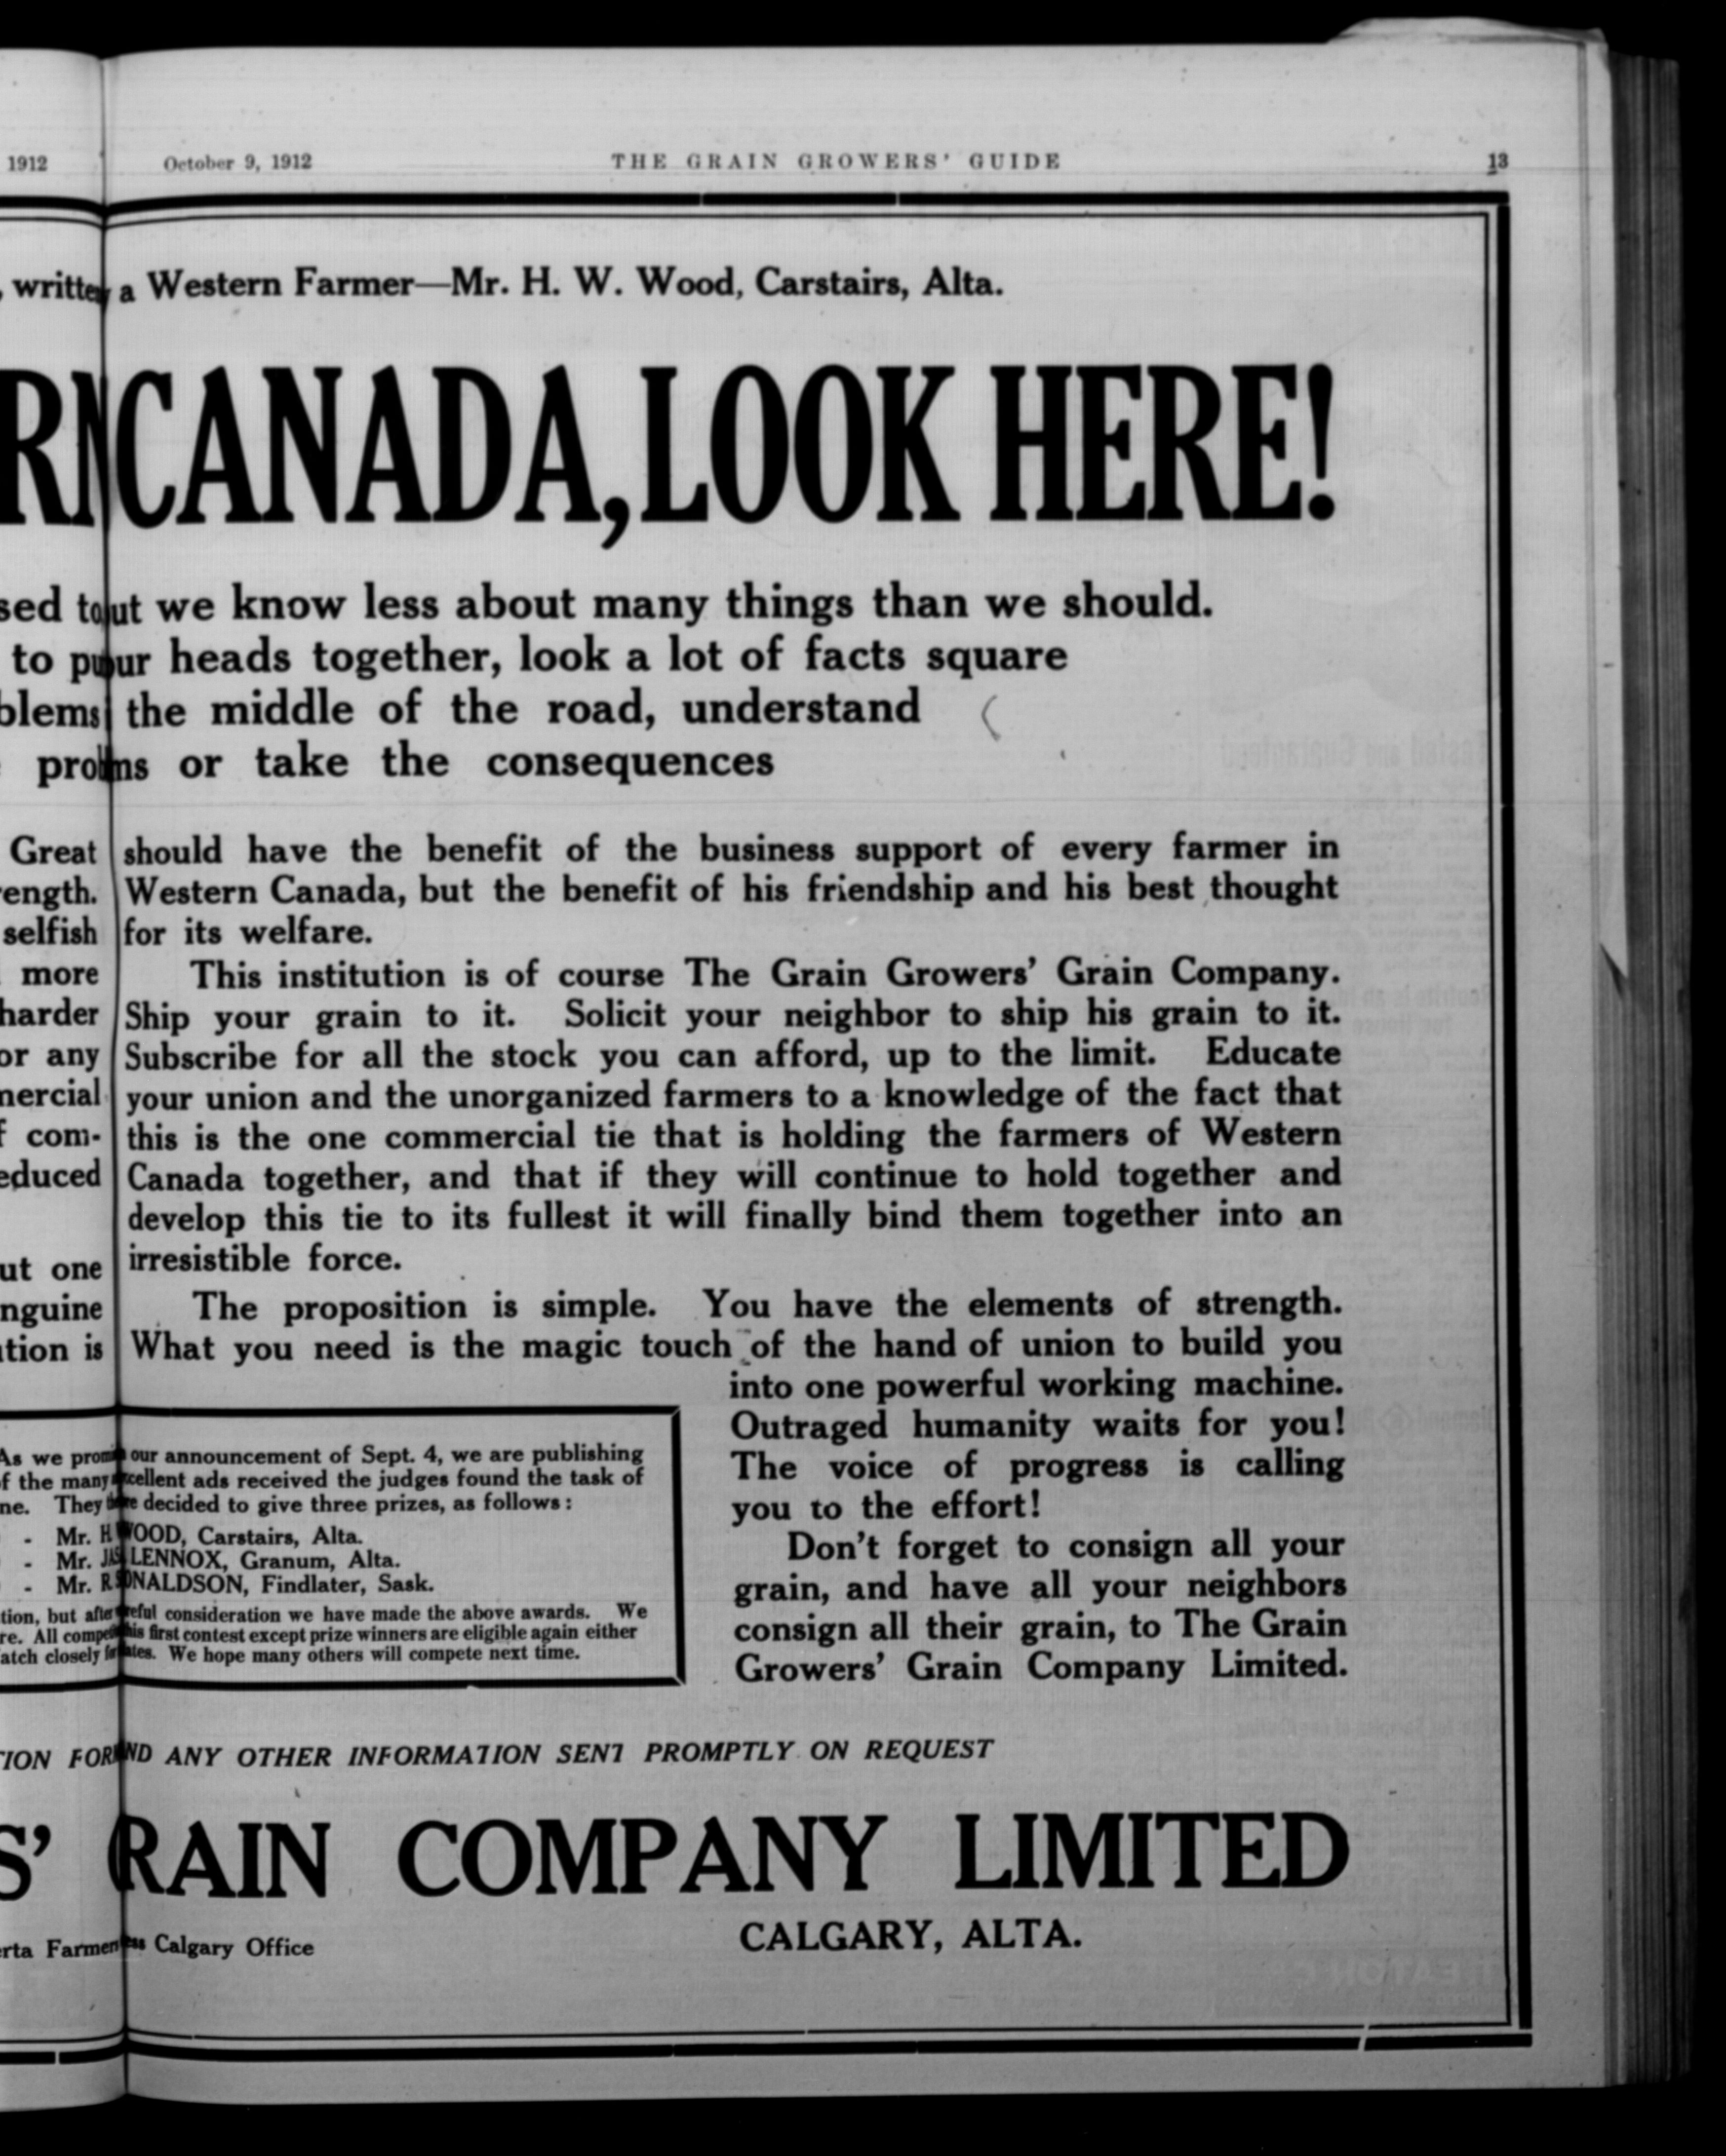 1912 October 9, 1912 THE GRAIN GROWERS' GUIDE 13
a Western Farmer—Mr. H. W. Wood, Carstairs, Alta.
CANADA, LOOK HERE!
sed ut we know less about many things than we should.
to ur heads together, look a lot of facts square
blems the middle of the road, understand
or take the consequences
Great
ength.
selfish
more
harder
or any
mercial
f com-
educed
ut one
nguine
tion is
should have the benefit of the business support of every farmer in
Western Canada, but the benefit of his friendship and his best thought
for its welfare.
This institution is of course The Grain Growers' Grain Company.
Ship your grain to it. Solicit your neighbor to ship his grain to it.
Subscribe for all the stock you can afford, up to the limit. Educate
your union and the unorganized farmers to a knowledge of the fact that
this is the one commercial tie that is holding the farmers of Western
Canada together, and that if they will continue to hold together and
develop this tie to its fullest it will finally bind them together into an
irresistible force.
The proposition is simple. You have the elements of strength.
What you need is the magic touch of the hand of union to build you
into one powerful working machine.
Outraged humanity waits for you!
The voice of progress is calling
you to the effort!
Don't forget to consign all your
grain, and have all your neighbors
consign all their grain, to The Grain
Growers' Grain Company Limited.
As we our announcement of Sept. 4, we are publishing
f the many excellent ads received the judges found the task of
ne. They decided to give three prizes, as follows:
- Mr. H WOOD, Carstairs, Alta.
- Mr. JAS LENNOX, Granum, Alta.
- Mr. R DONALDSON, Findlater, Sask.
tion, but after consideration we have made the above awards. We
re. All his first contest except prize winners are eligible again either
atch closely We hope many others will compete next time.
TION FOR AND ANY OTHER INFORMATION SENT PROMPTLY ON REQUEST
S' GRAIN COMPANY LIMITED
rta Calgary Office CALGARY, ALTA.